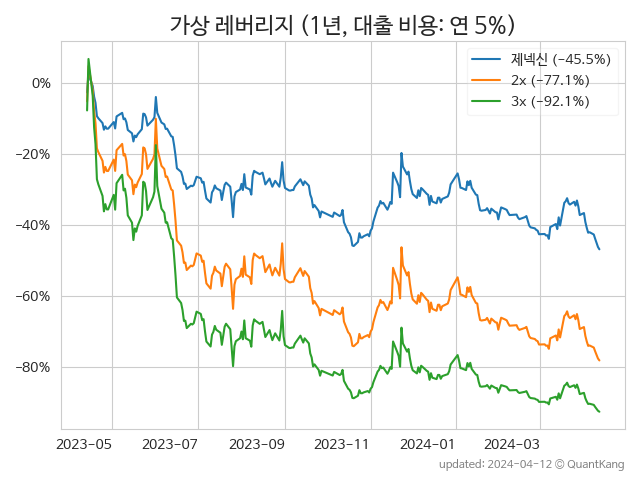 가상 레버리지 (1년, 대출 비용: 연 5%)
제넥신 (−45.5%)
2x (−77.1%)
3x (−92.1%)
0%
−20%
−40%
−60%
−80%
2023-05 2023-07 2023-09 2023-11 2024-01 2024-03
updated: 2024-04-12 © QuantKang